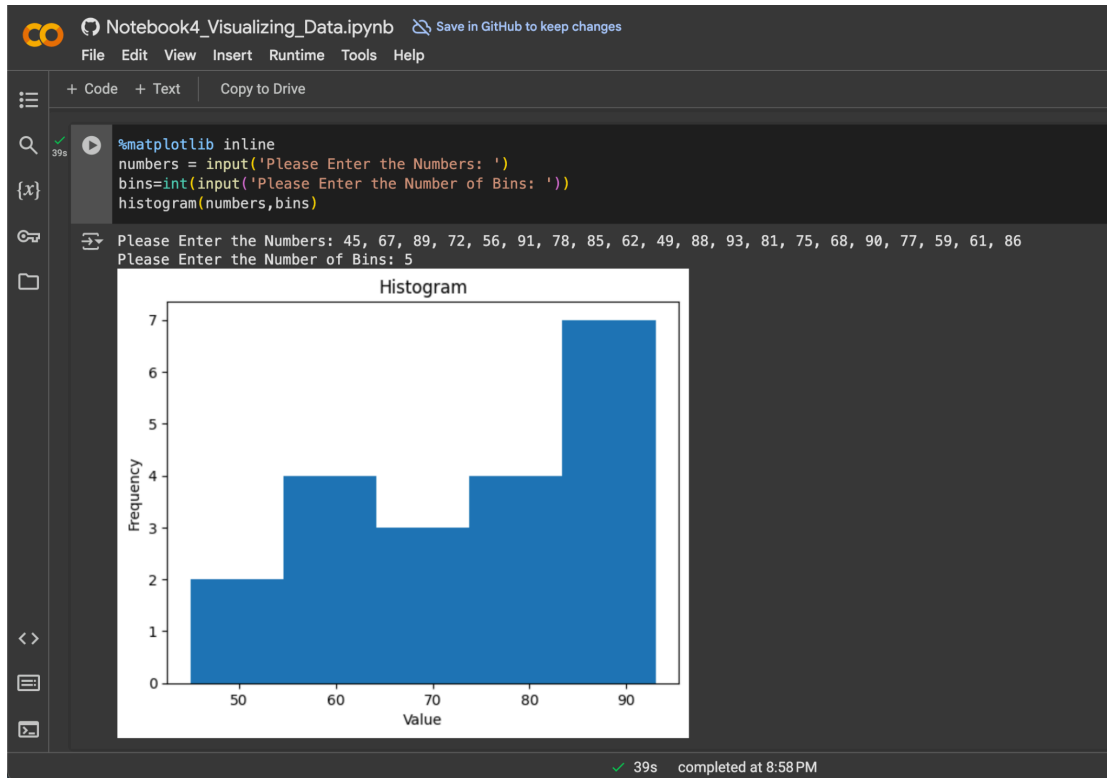 Notebook4_Visualizing_Data.ipynb Save in GitHub to keep changes
File Edit View Insert Runtime Tools Help
+ Code + Text Copy to Drive
39s
{x}
%matplotlib inline
numbers = input('Please Enter the Numbers: ')
bins=int(input('Please Enter the Number of Bins: '))
histogram(numbers,bins)
Please Enter the Numbers: 45, 67, 89, 72, 56, 91, 78, 85, 62, 49, 88, 93, 81, 75, 68, 90, 77, 59, 61, 86
Please Enter the Number of Bins: 5
Histogram
7
6
5
4
3
2
1
0
Frequency
50 60 70 80 90
Value
39s completed at 8:58 PM